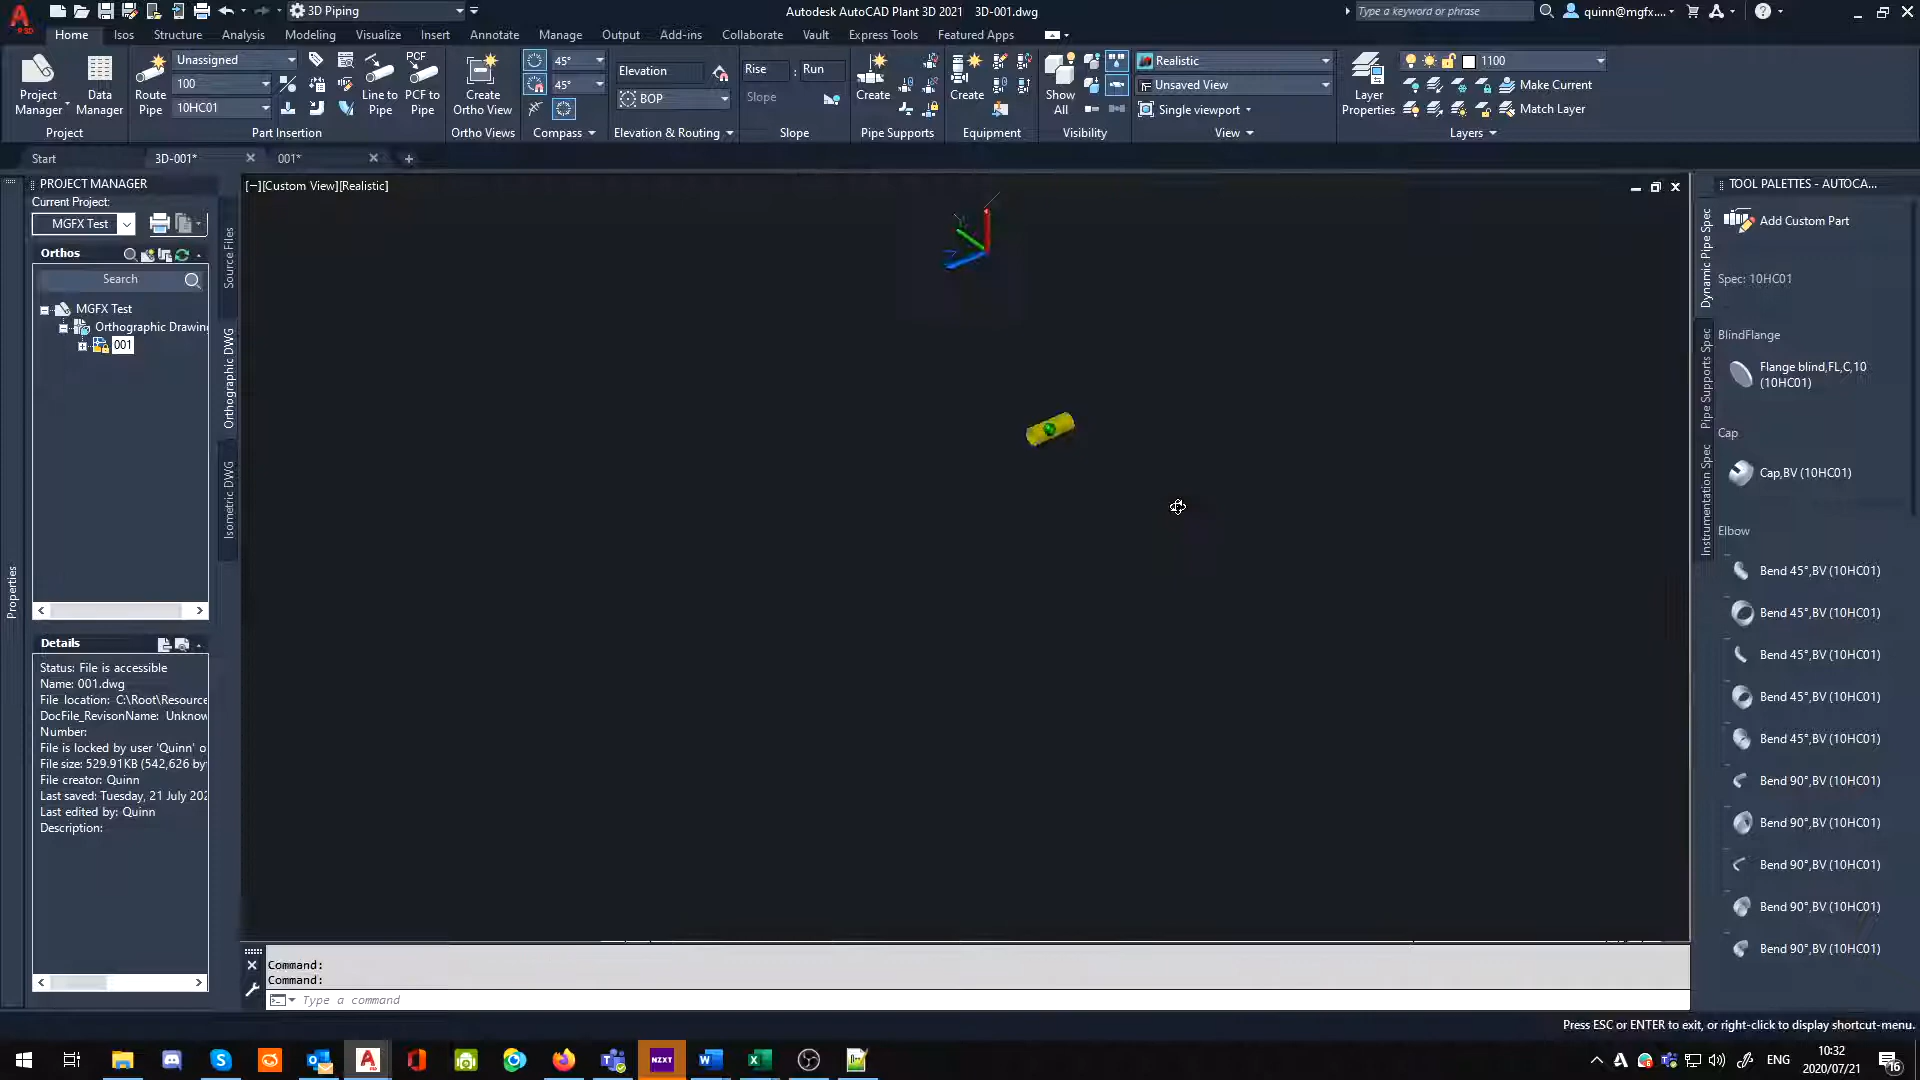 3D Piping
Autodesk AutoCAD Plant 3D 2021 3D-001.dwg
Type a keyword or phrase
quinn@mgfx....
Home Isos Structure Analysis Modeling Visualize Insert Annotate Manage Output Add-ins Collaborate Vault Express Tools Featured Apps
Project Manager
Data Manager
Project
Route Pipe
Unassigned
100
10HC01
Line to Pipe
PCF to Pipe
PCF
Part Insertion
Create Ortho View
Ortho Views
45°
45°
Compass
Elevation
BOP
Elevation & Routing
Rise : Run
Slope
Slope
Create
Pipe Supports
Create
Equipment
Show All
Visibility
Realistic
Unsaved View
Single viewport
View
Layer Properties
1100
Make Current
Match Layer
Layers
Start
3D-001*
001*
PROJECT MANAGER
Current Project:
MGFX Test
Orthos
Search
MGFX Test
Orthographic Drawin
001
Source Files
Orthographic DWG
Isometric DWG
Properties
Details
Status: File is accessible
Name: 001.dwg
File location: C:\Root\Resource
DocFile_RevisonName: Unknow
Number:
File is locked by user 'Quinn' o
File size: 529.91KB (542,626 by
File creator: Quinn
Last saved: Tuesday, 21 July 202
Last edited by: Quinn
Description:
[−][Custom View][Realistic]
Command:
Command:
Type a command
TOOL PALETTES - AUTOCA...
Dynamic Pipe Spec
Pipe Supports Spec
Instrumentation Spec
Add Custom Part
Spec: 10HC01
BlindFlange
Flange blind,FL,C,10
(10HC01)
Cap
Cap,BV (10HC01)
Elbow
Bend 45°,BV (10HC01)
Bend 45°,BV (10HC01)
Bend 45°,BV (10HC01)
Bend 45°,BV (10HC01)
Bend 45°,BV (10HC01)
Bend 90°,BV (10HC01)
Bend 90°,BV (10HC01)
Bend 90°,BV (10HC01)
Bend 90°,BV (10HC01)
Bend 90°,BV (10HC01)
Press ESC or ENTER to exit, or right-click to display shortcut-menu.
NZXT
ENG
10:32
2020/07/21
16